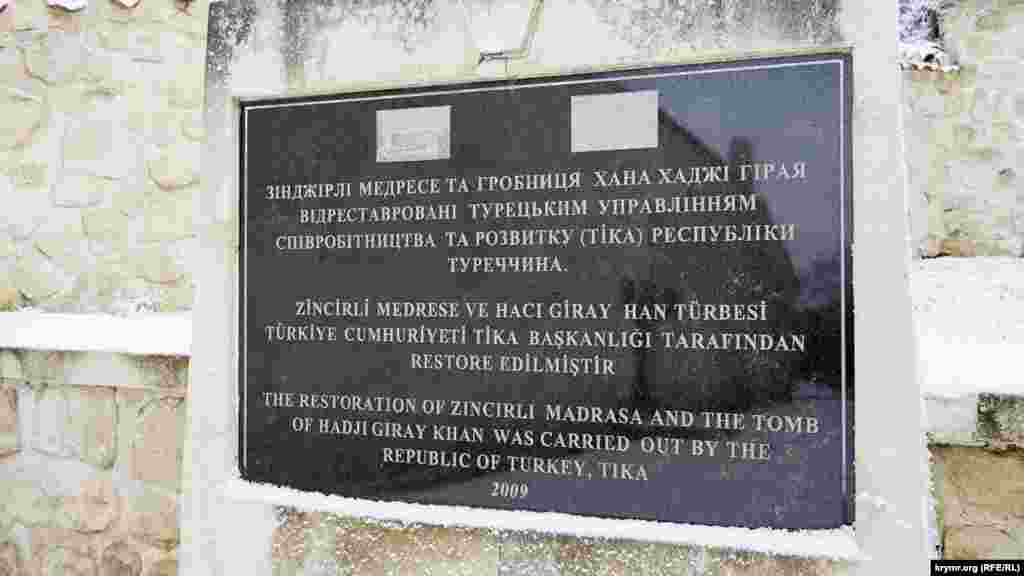 ЗІНДЖІРЛІ МЕДРЕСЕ ТА ГРОБНИЦЯ ХАНА ХАДЖІ ГІРАЯ
ВІДРЕСТАВРОВАНІ ТУРЕЦЬКИМ УПРАВЛІННЯМ
СПІВРОБІТНИЦТВА ТА РОЗВИТКУ (TİKA) РЕСПУБЛІКИ
ТУРЕЧЧИНА.
ZİNCİRLİ MEDRESE VE HACI GİRAY HAN TÜRBESİ
TÜRKİYE CUMHURİYETİ TİKA BAŞKANLIĞI TARAFINDAN
RESTORE EDİLMİŞTİR
THE RESTORATION OF ZINCIRLI MADRASA AND THE TOMB
OF HADJI GIRAY KHAN WAS CARRIED OUT BY THE
REPUBLIC OF TURKEY, TIKA
2009
krymr.org (RFE/RL)